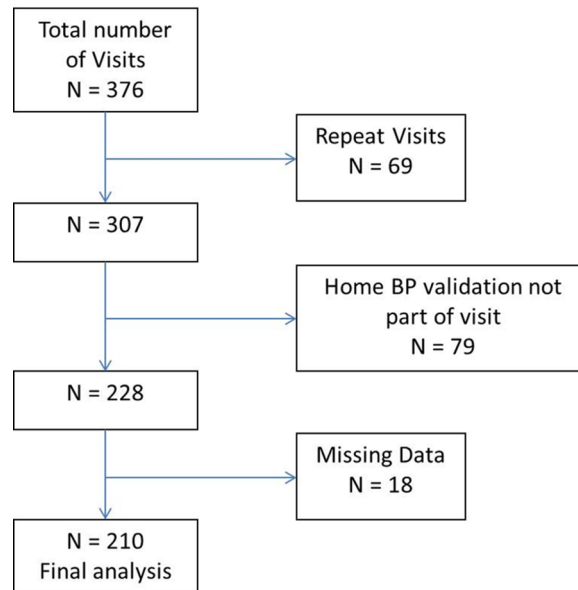 Total number
of Visits
N = 376
Repeat Visits
N = 69
N = 307
Home BP validation not
part of visit
N = 79
N = 228
Missing Data
N = 18
N = 210
Final analysis